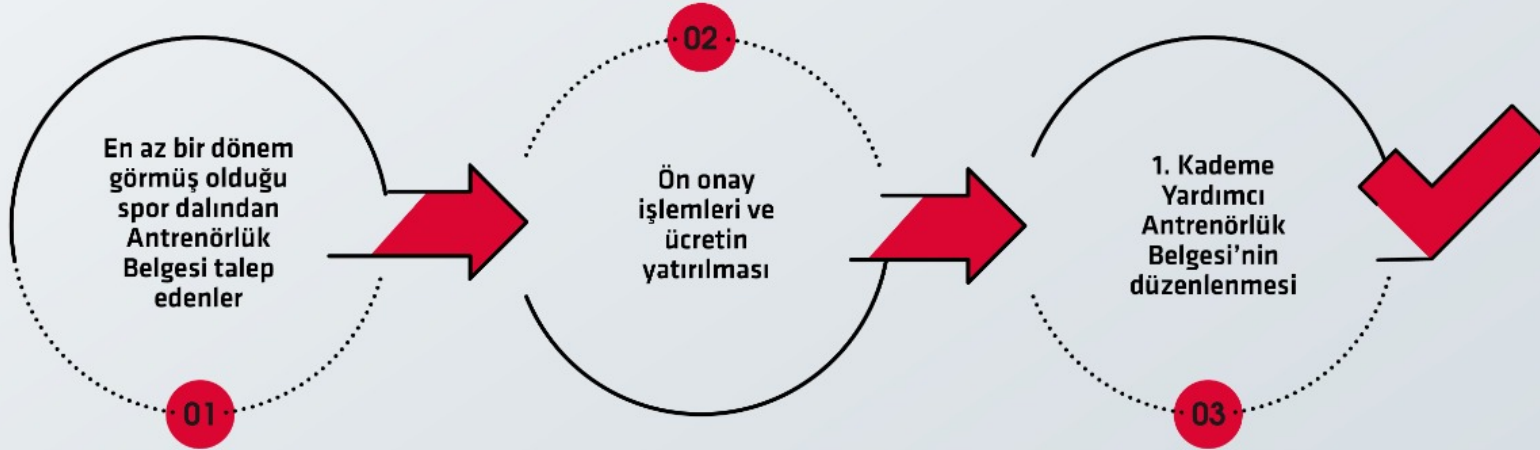 01
En az bir dönem
görmüş olduğu
spor dalından
Antrenörlük
Belgesi talep
edenler
02
Ön onay
işlemleri ve
ücretin
yatırılması
03
1. Kademe
Yardımcı
Antrenörlük
Belgesi'nin
düzenlenmesi